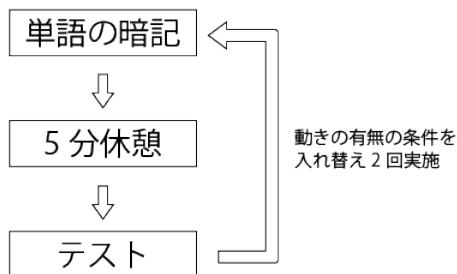 単語の暗記
5 分休憩
テスト
動きの有無の条件を
入れ替え 2 回実施